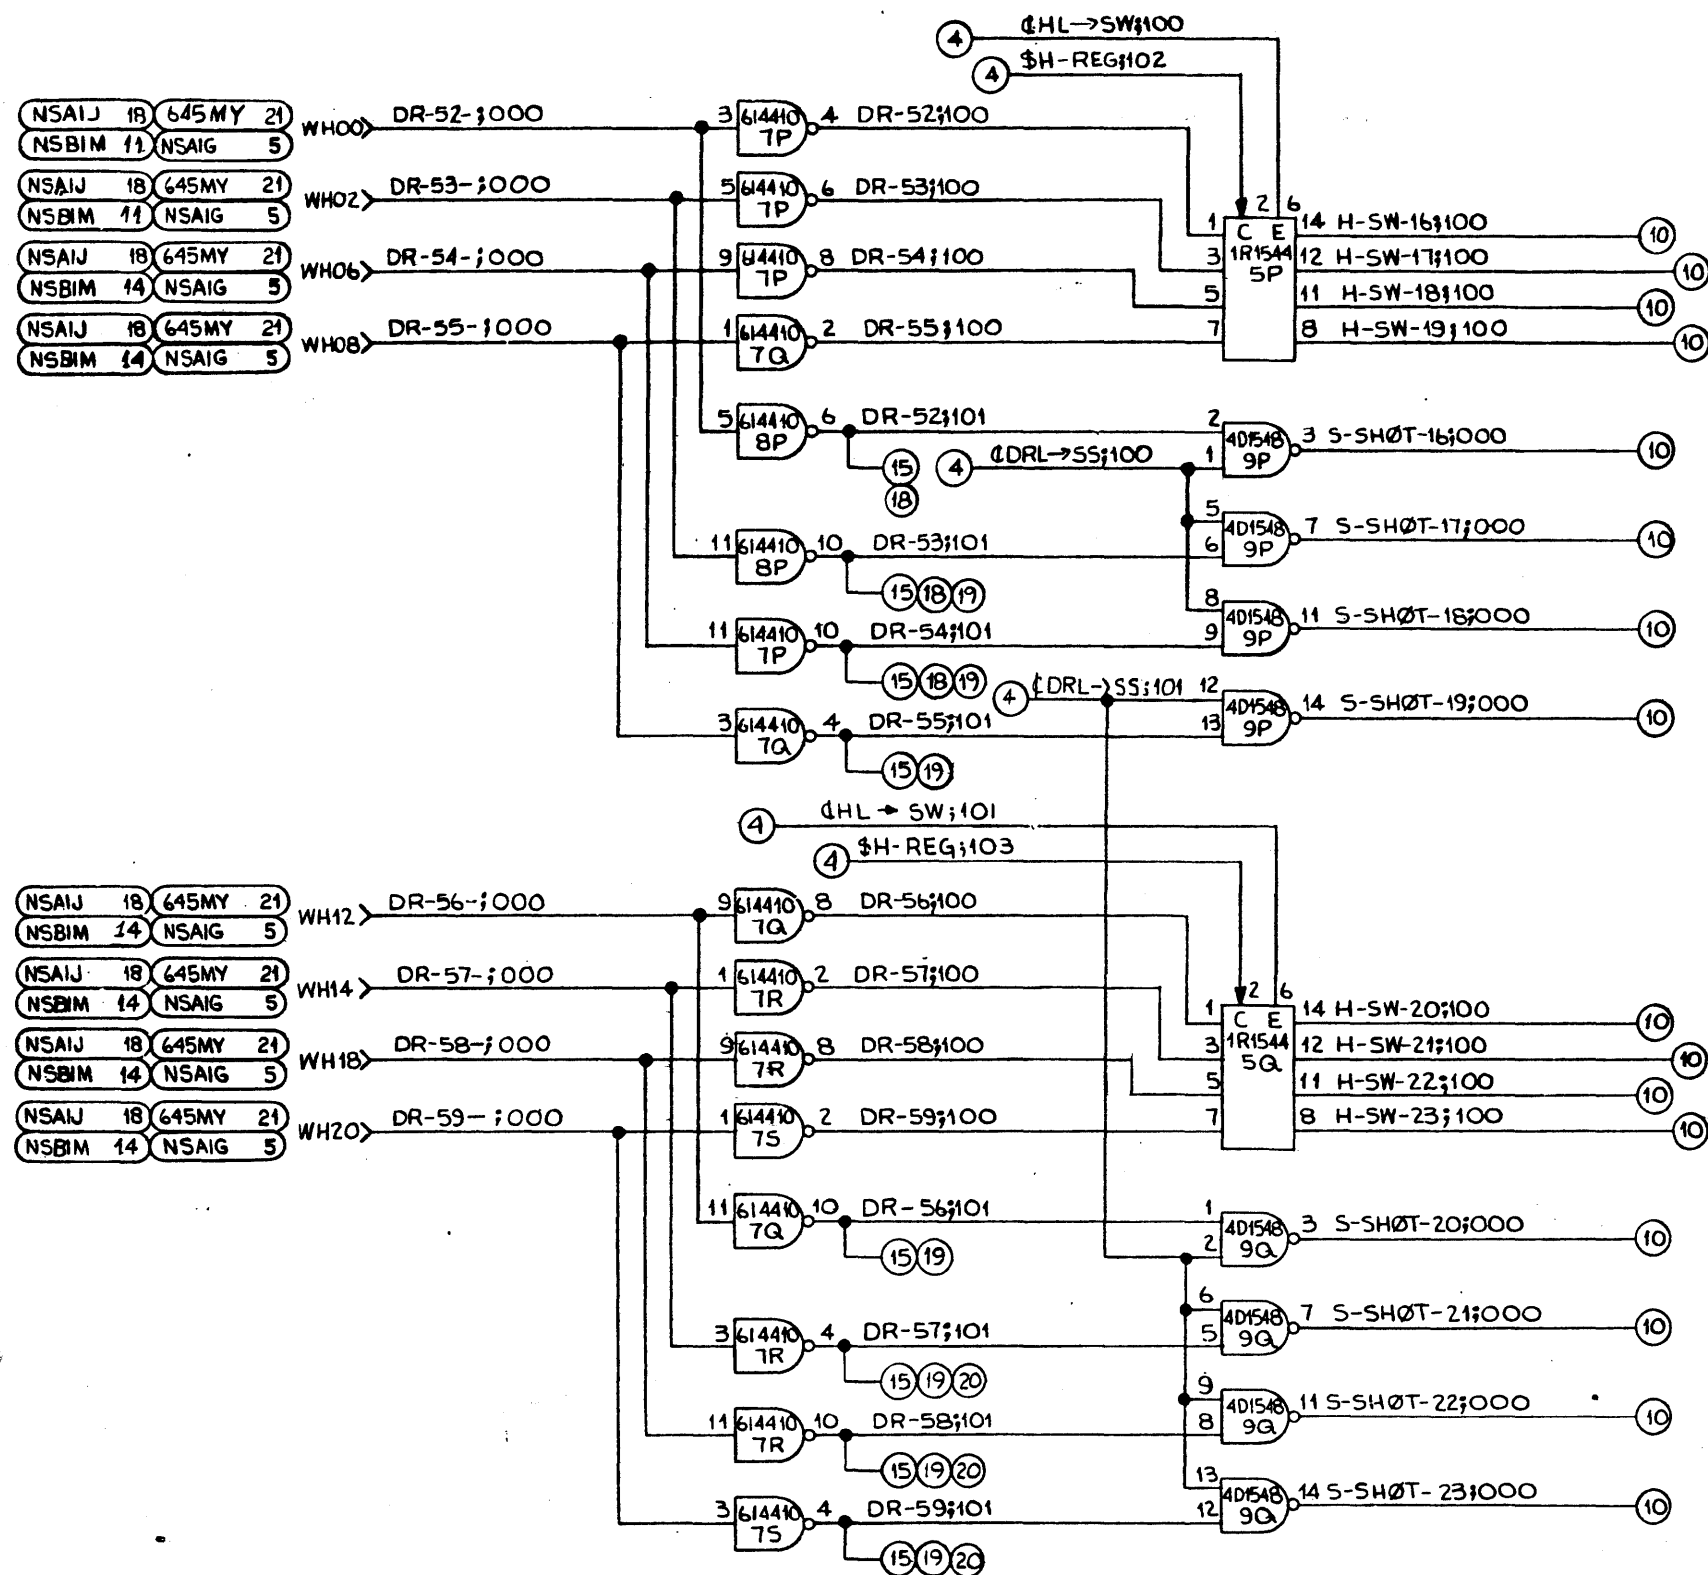 4 ₵HL→SW;100
4 $H-REG;102
NSAIJ 18 645MY 21
NSBIM 11 NSAIG 5
WH00 DR-52-;000 3 614410 7P 4 DR-52;100
NSAIJ 18 645MY 21
NSBIM 11 NSAIG 5
WH02 DR-53-;000 5 614410 7P 6 DR-53;100
NSAIJ 18 645MY 21
NSBIM 14 NSAIG 5
WH06 DR-54-;000 9 614410 7P 8 DR-54;100
NSAIJ 18 645MY 21
NSBIM 14 NSAIG 5
WH08 DR-55-;000 1 614410 7Q 2 DR-55;100
2 6
C E
1R1544
5P
1 14 H-SW-16;100 10
3 12 H-SW-17;100 10
5 11 H-SW-18;100 10
7 8 H-SW-19;100 10
5 614410 8P 6 DR-52;101
15
18
4 ₵DRL→SS;100
2 1 4D1548 9P 3 S-SHØT-16;000 10
11 614410 8P 10 DR-53;101
15 18 19
5 6 4D1548 9P 7 S-SHØT-17;000 10
11 614410 7P 10 DR-54;101
15 18 19
8 9 4D1548 9P 11 S-SHØT-18;000 10
4 ₵DRL→SS;101
3 614410 7Q 4 DR-55;101
15 19
12 13 4D1548 9P 14 S-SHØT-19;000 10
4 ₵HL→SW;101
4 $H-REG;103
NSAIJ 18 645MY 21
NSBIM 14 NSAIG 5
WH12 DR-56-;000 9 614410 7Q 8 DR-56;100
NSAIJ 18 645MY 21
NSBIM 14 NSAIG 5
WH14 DR-57-;000 1 614410 7R 2 DR-57;100
NSAIJ 18 645MY 21
NSBIM 14 NSAIG 5
WH18 DR-58-;000 9 614410 7R 8 DR-58;100
NSAIJ 18 645MY 21
NSBIM 14 NSAIG 5
WH20 DR-59-;000 1 614410 7S 2 DR-59;100
2 6
C E
1R1544
5Q
1 14 H-SW-20;100 10
3 12 H-SW-21;100 10
5 11 H-SW-22;100 10
7 8 H-SW-23;100 10
11 614410 7Q 10 DR-56;101
15 19
1 2 4D1548 9Q 3 S-SHØT-20;000 10
3 614410 7R 4 DR-57;101
15 19 20
6 5 4D1548 9Q 7 S-SHØT-21;000 10
11 614410 7R 10 DR-58;101
15 19 20
9 8 4D1548 9Q 11 S-SHØT-22;000 10
3 614410 7S 4 DR-59;101
15 19 20
13 12 4D1548 9Q 14 S-SHØT-23;000 10